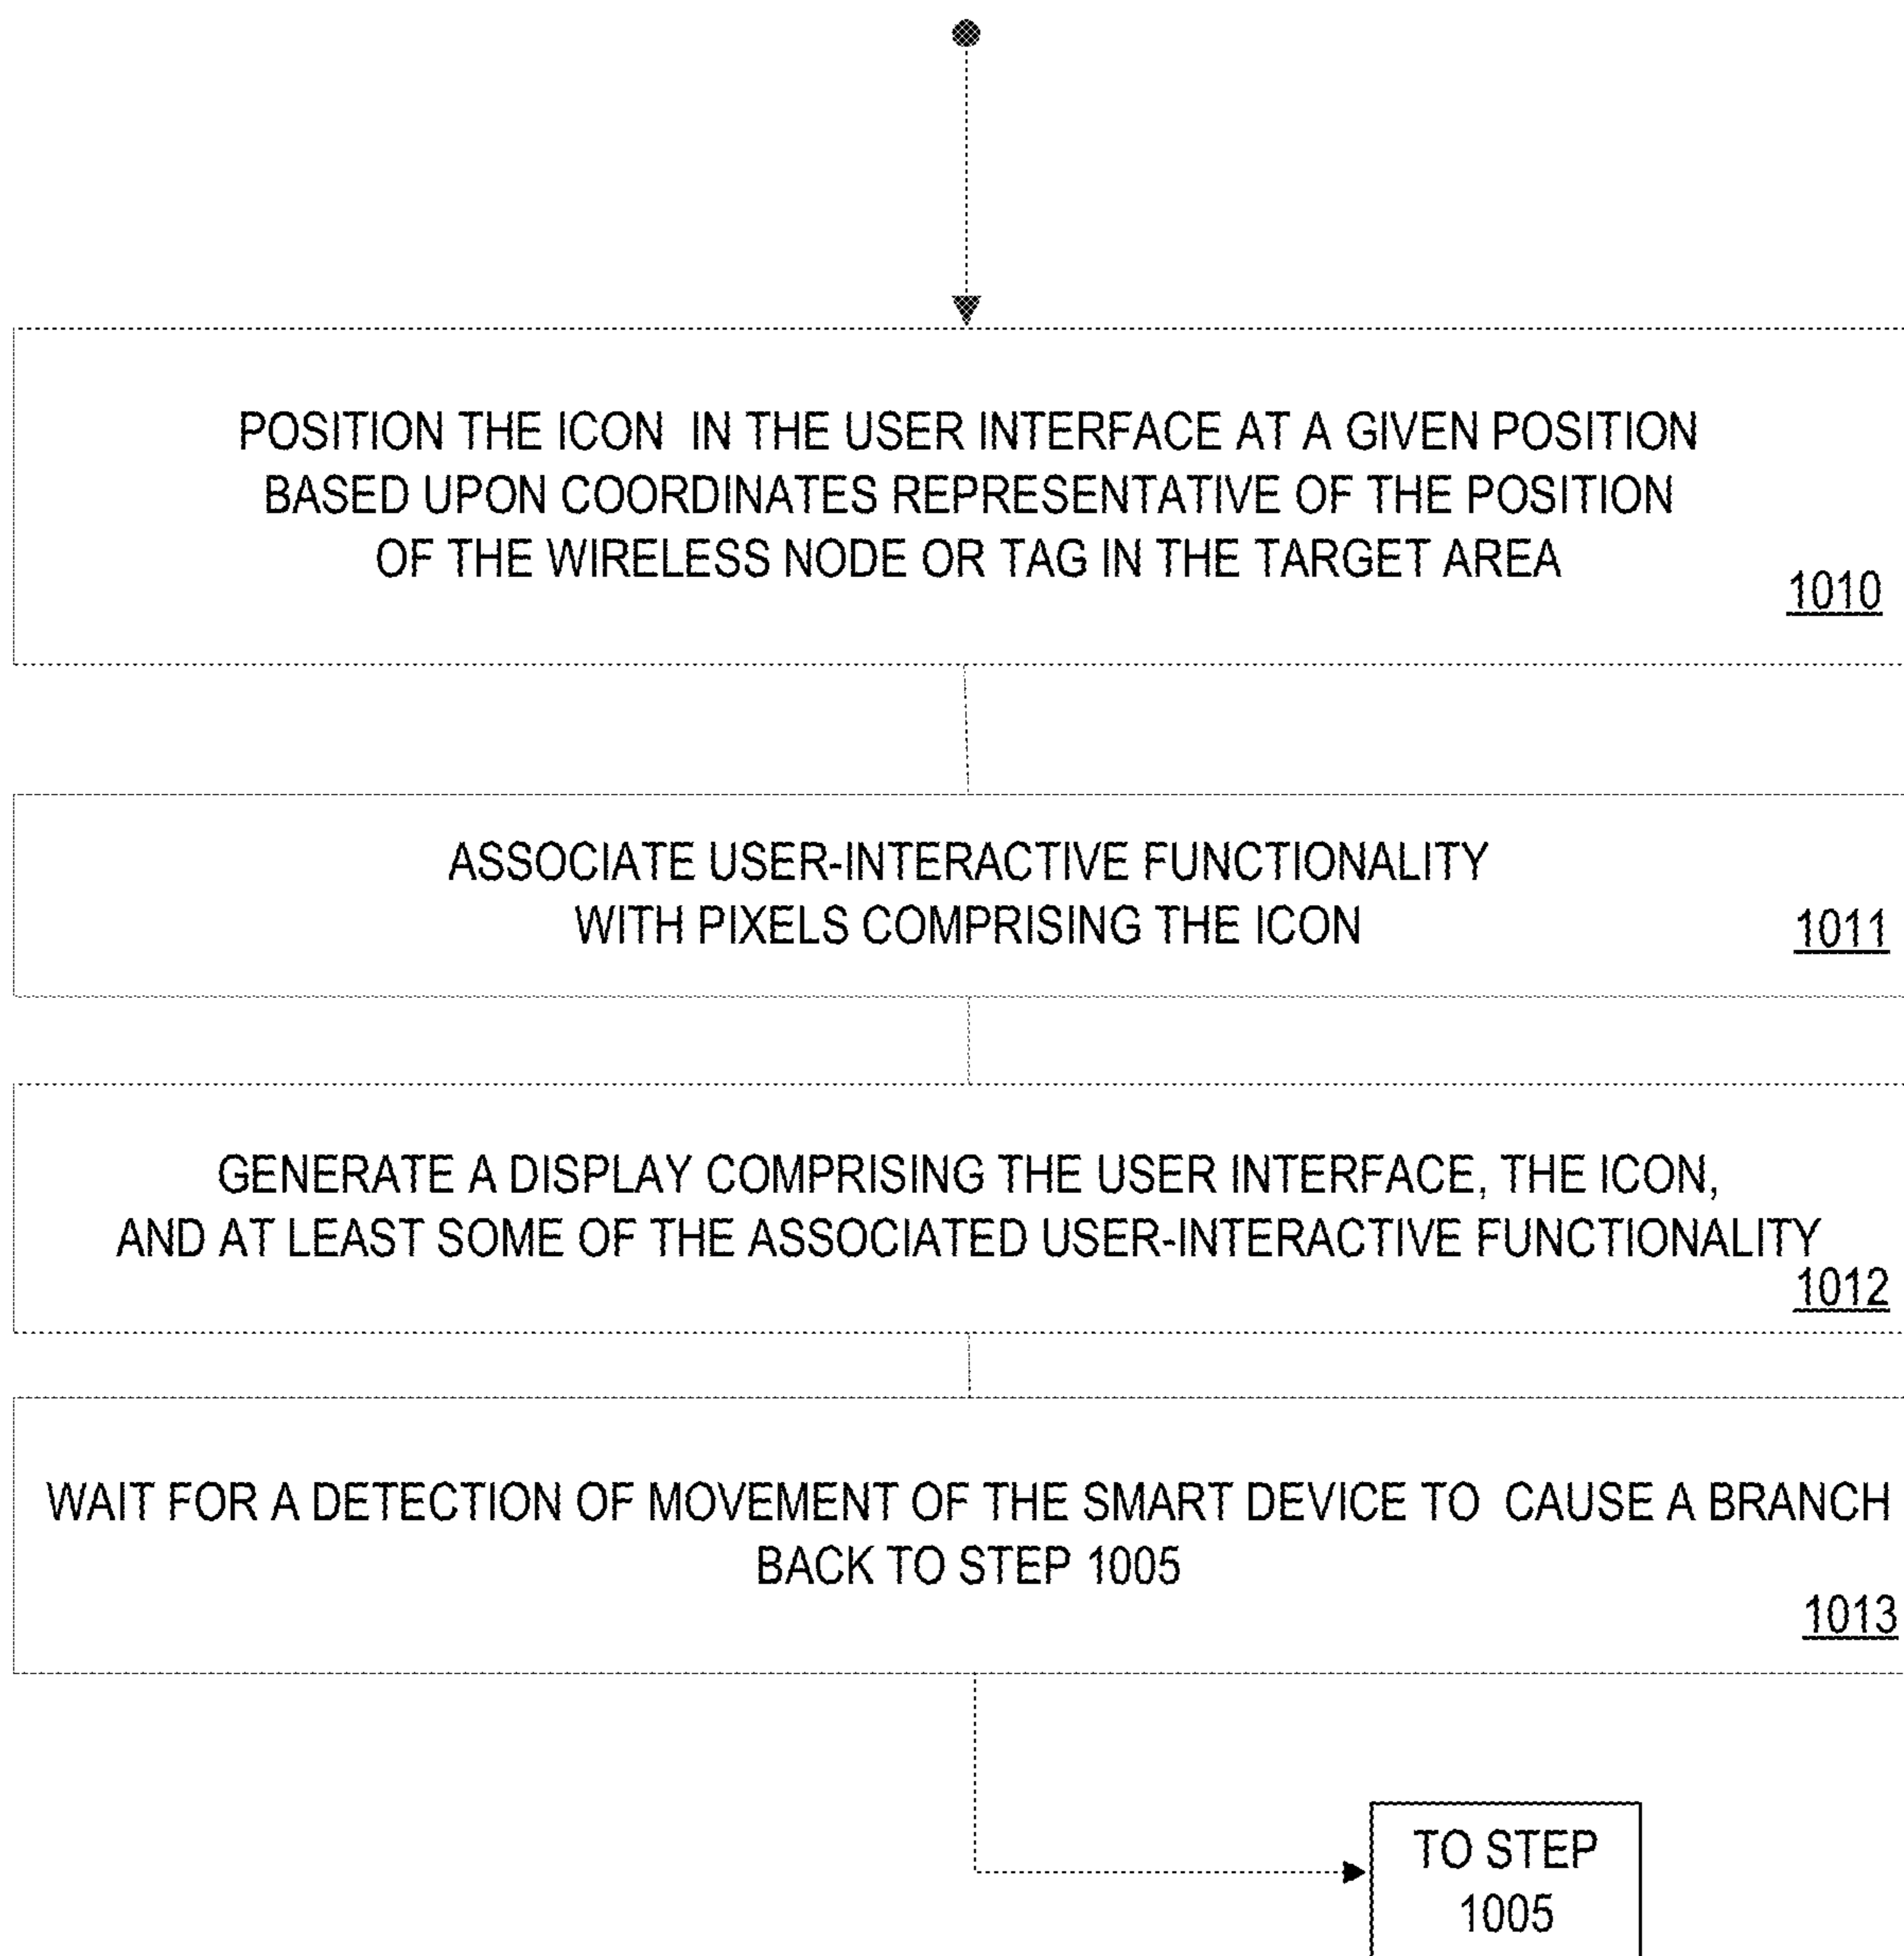 POSITION THE ICON IN THE USER INTERFACE AT A GIVEN POSITION
BASED UPON COORDINATES REPRESENTATIVE OF THE POSITION
OF THE WIRELESS NODE OR TAG IN THE TARGET AREA
1010
ASSOCIATE USER-INTERACTIVE FUNCTIONALITY
WITH PIXELS COMPRISING THE ICON
1011
GENERATE A DISPLAY COMPRISING THE USER INTERFACE, THE ICON,
AND AT LEAST SOME OF THE ASSOCIATED USER-INTERACTIVE FUNCTIONALITY
1012
WAIT FOR A DETECTION OF MOVEMENT OF THE SMART DEVICE TO CAUSE A BRANCH
BACK TO STEP 1005
1013
TO STEP
1005